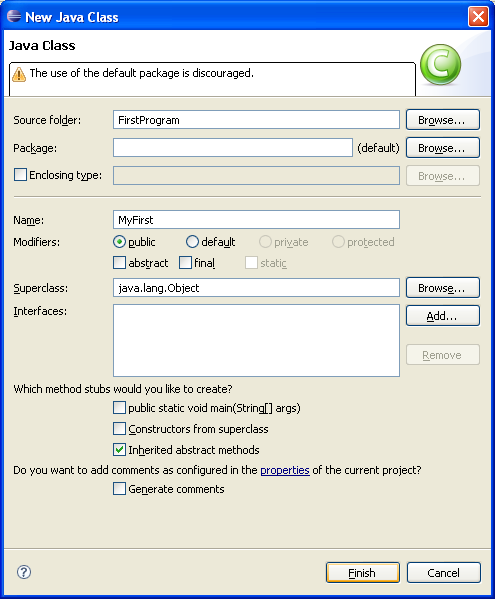 New Java Class
Java Class
The use of the default package is discouraged.
C
Source folder: FirstProgram Browse...
Package: (default) Browse...
Enclosing type: Browse...
Name: MyFirst
Modifiers: public default private protected
abstract final static
Superclass: java.lang.Object Browse...
Interfaces: Add...
Remove
Which method stubs would you like to create?
public static void main(String[] args)
Constructors from superclass
Inherited abstract methods
Do you want to add comments as configured in the properties of the current project?
Generate comments
? Finish Cancel